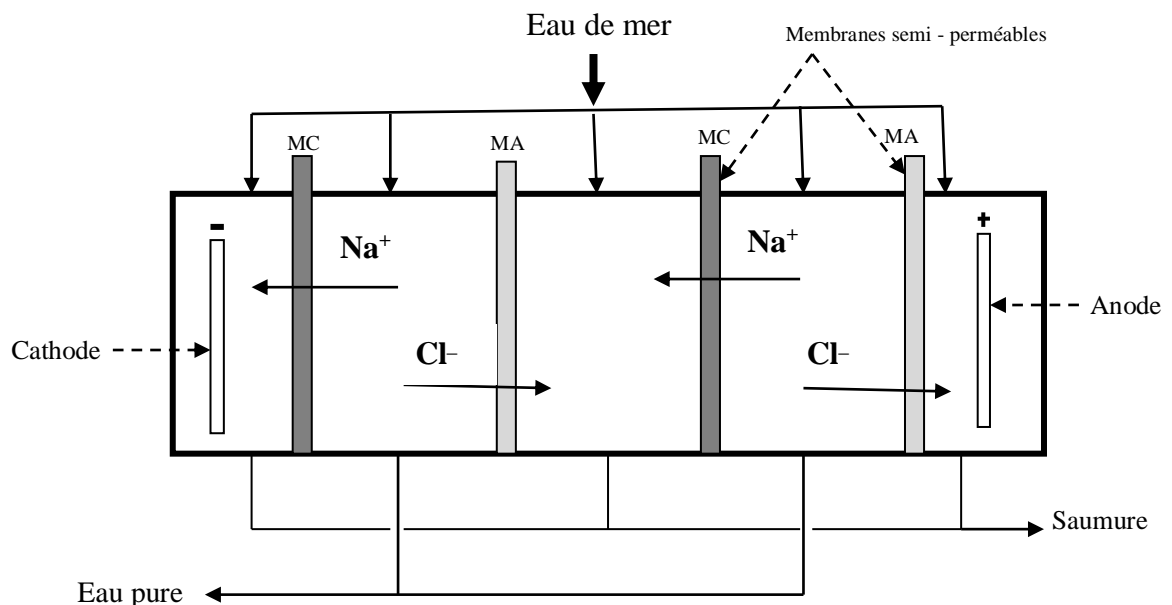 Eau de mer
Membranes semi - perméables
MC
MA
MC
MA
-
+
Na⁺
Na⁺
Anode
Cathode
Cl⁻
Cl⁻
Saumure
Eau pure